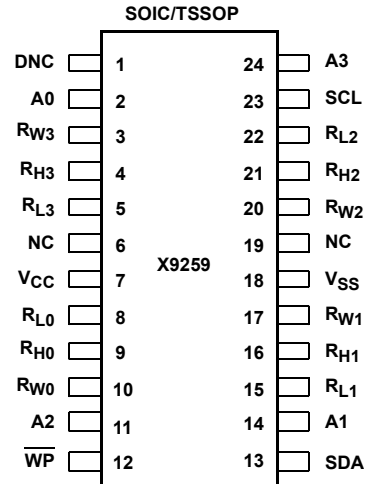 SOIC/TSSOP
DNC 1 24 A3
A0 2 23 SCL
RW3 3 22 RL2
RH3 4 21 RH2
RL3 5 20 RW2
NC 6 19 NC
X9259
VCC 7 18 VSS
RL0 8 17 RW1
RH0 9 16 RH1
RW0 10 15 RL1
A2 11 14 A1
WP 12 13 SDA